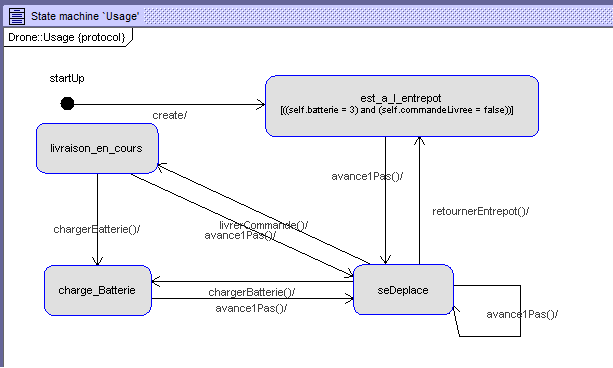 State machine `Usage'
Drone::Usage {protocol}
startUp
create/
est_a_l_entrepot
[((self.batterie = 3) and (self.commandeLivree = false))]
livraison_en_cours
avance1Pas()/
retournerEntrepot()/
chargerBatterie()/
livrerCommande()/
avance1Pas()/
charge_Batterie
chargerBatterie()/
avance1Pas()/
seDeplace
avance1Pas()/